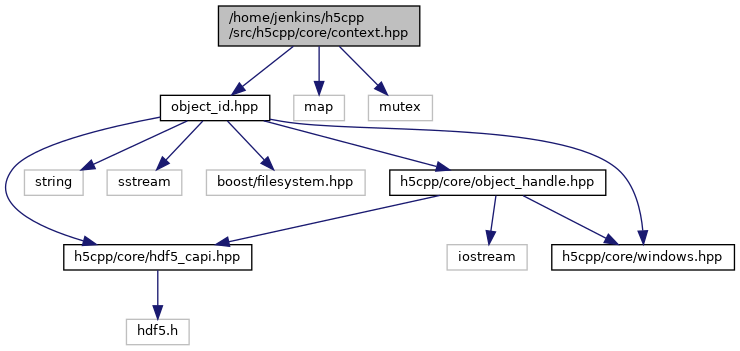 /home/jenkins/h5cpp
/src/h5cpp/core/context.hpp
object_id.hpp
map
mutex
string
sstream
boost/filesystem.hpp
h5cpp/core/object_handle.hpp
h5cpp/core/hdf5_capi.hpp
iostream
h5cpp/core/windows.hpp
hdf5.h